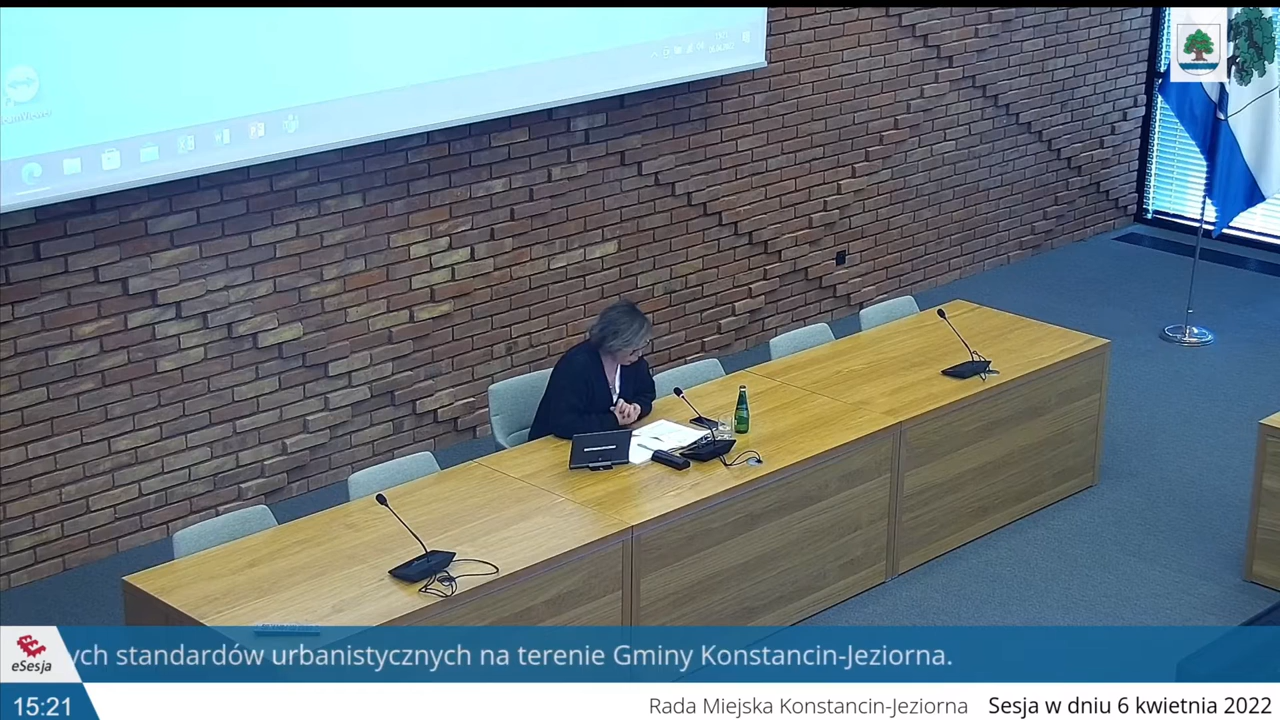 ych standardów urbanistycznych na terenie Gminy Konstancin-Jeziorna.
eSesja
15:21
Rada Miejska Konstancin-Jeziorna Sesja w dniu 6 kwietnia 2022